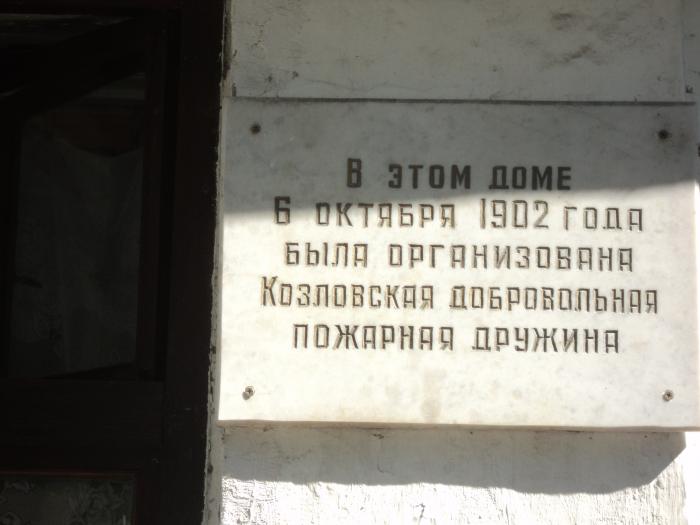 В ЭТОМ ДОМЕ
6 ОКТЯБРЯ 1902 ГОДА
БЫЛА ОРГАНИЗОВАНА
КОЗЛОВСКАЯ ДОБРОВОЛЬНАЯ
ПОЖАРНАЯ ДРУЖИНА